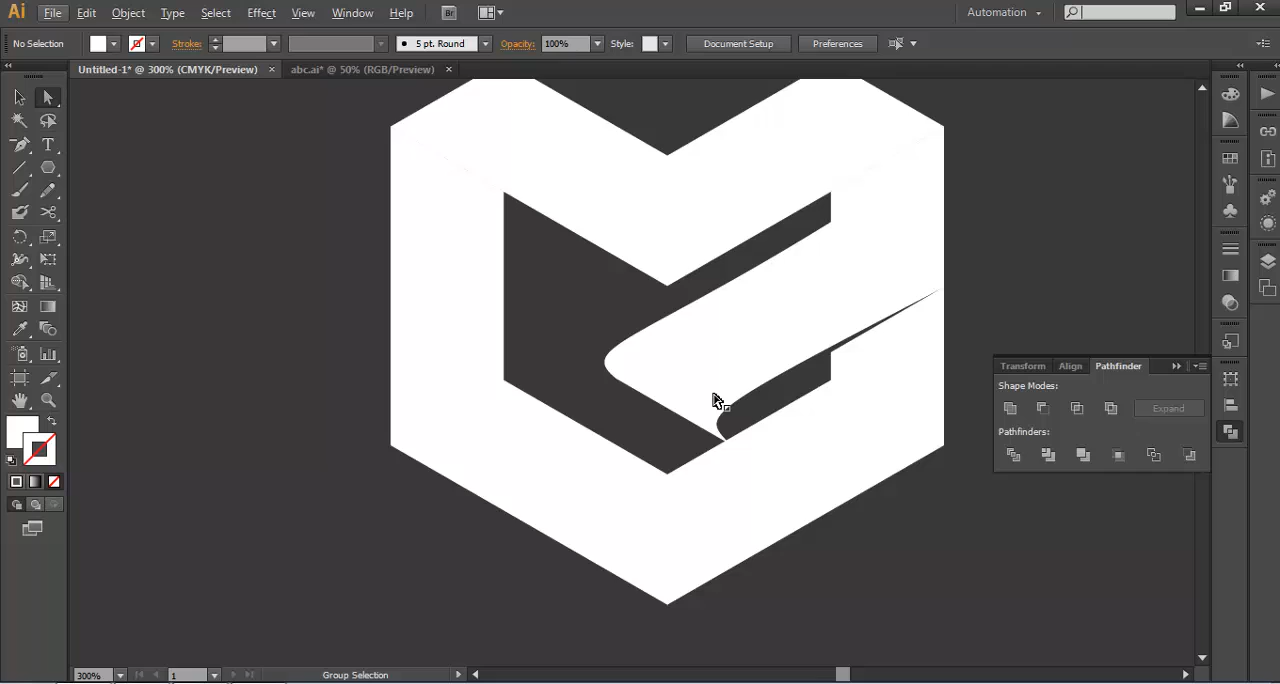 Ai File Edit Object Type Select Effect View Window Help Br Automation
No Selection Stroke: 5 pt. Round Opacity: 100% Style: Document Setup Preferences
Untitled-1* @ 300% (CMYK/Preview) × abc.ai* @ 50% (RGB/Preview) ×
Transform Align Pathfinder
Shape Modes:
Expand
Pathfinders:
300% 1 Group Selection